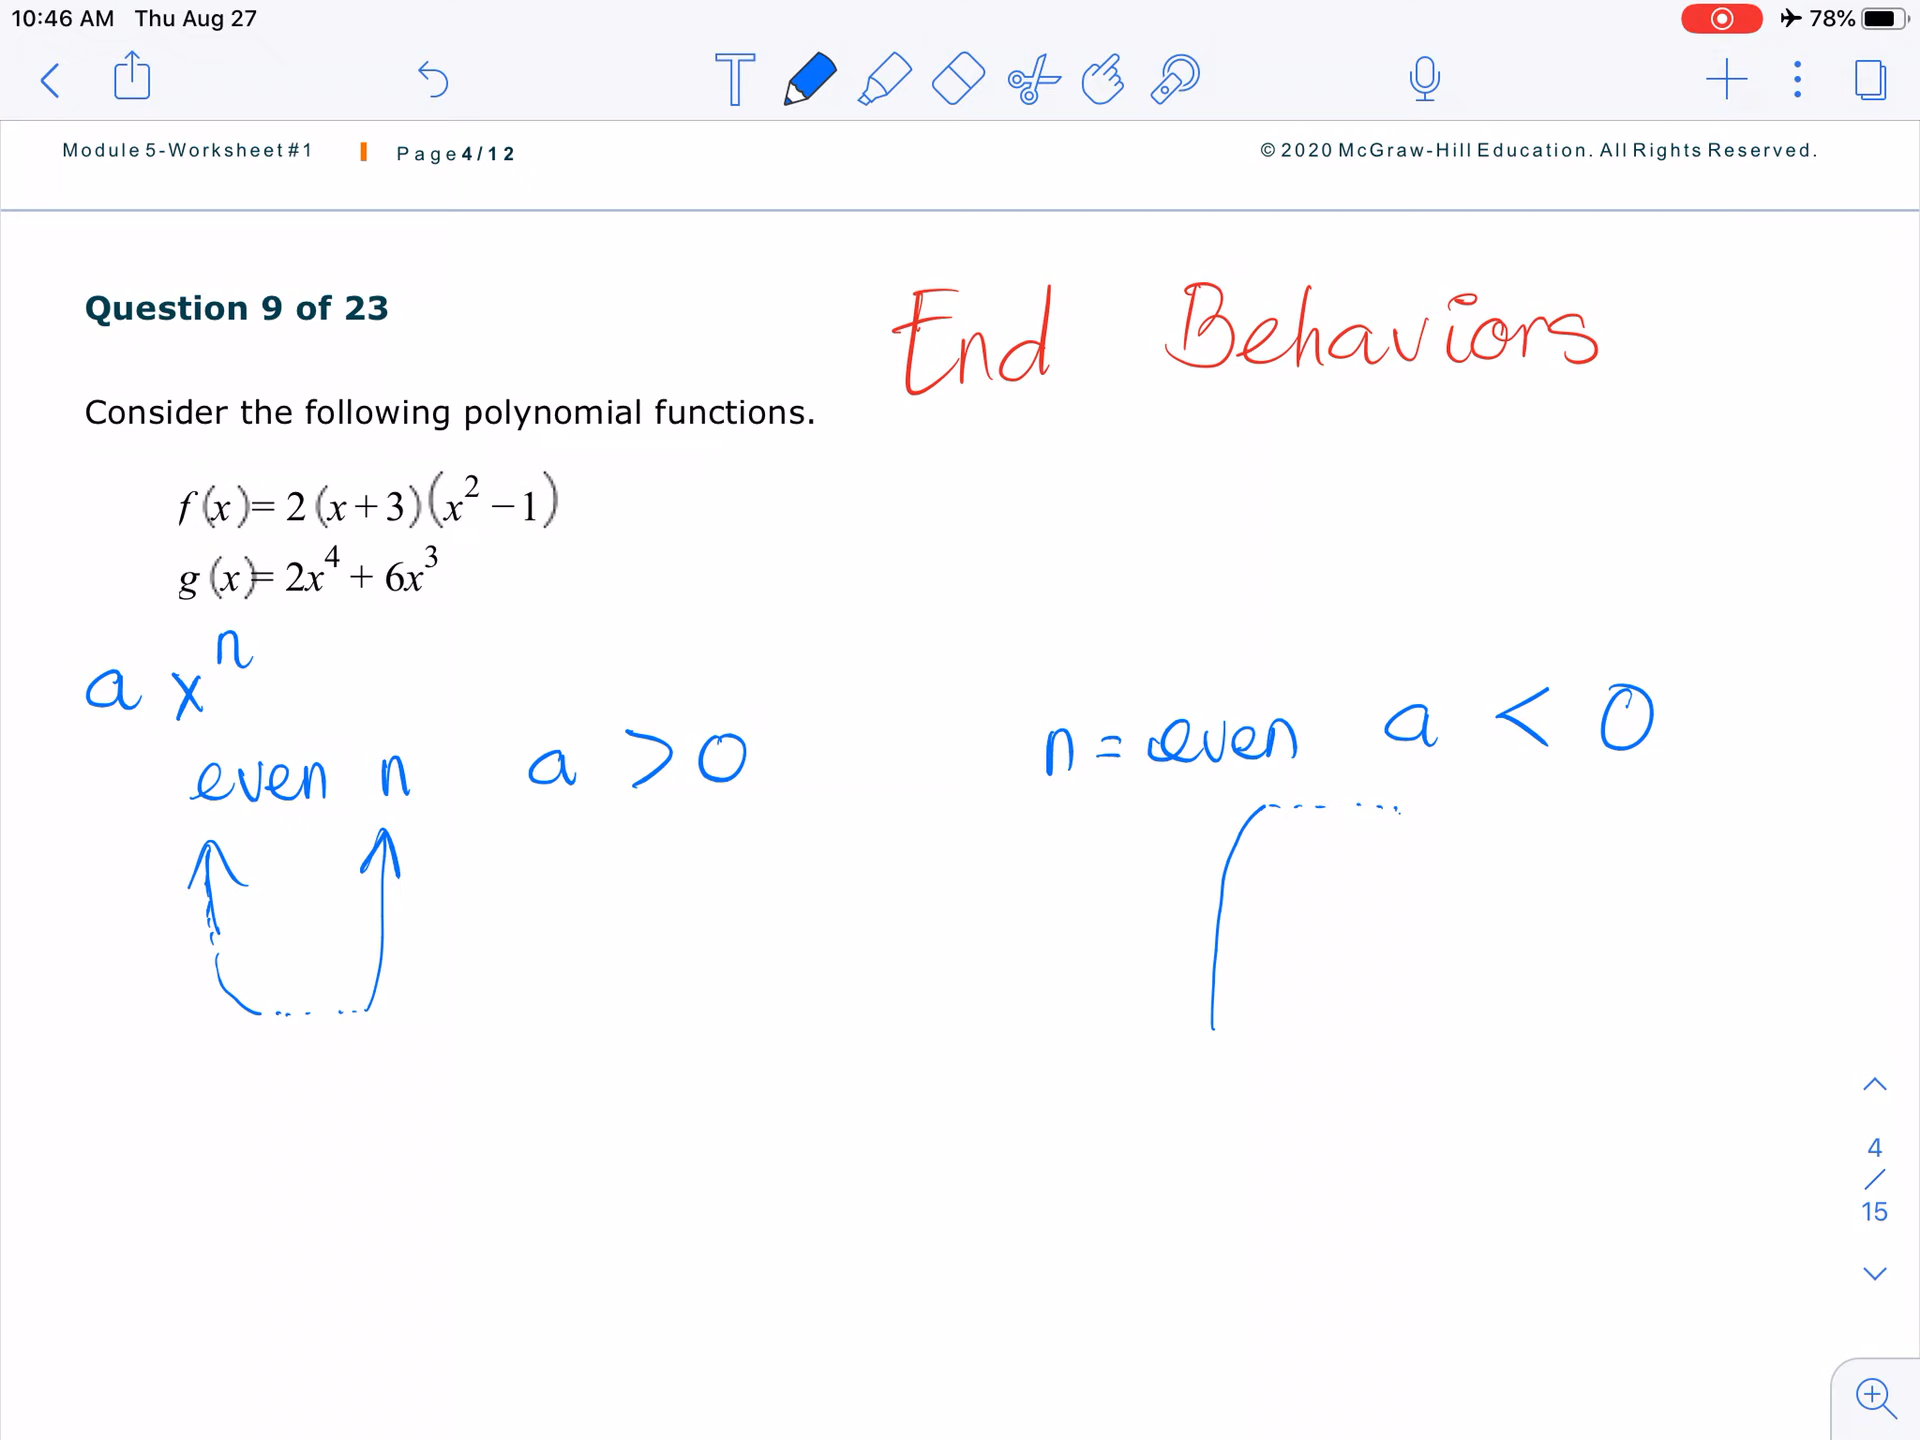 10:46 AM Thu Aug 27
78%
T
Module 5-Worksheet #1 Page 4/12
© 2020 McGraw-Hill Education. All Rights Reserved.
Question 9 of 23
End Behaviors
Consider the following polynomial functions.
f(x)= 2(x+3)(x² −1)
g(x)= 2x⁴ + 6x³
a xⁿ
even n a > 0
n = even a < 0
4
/
15